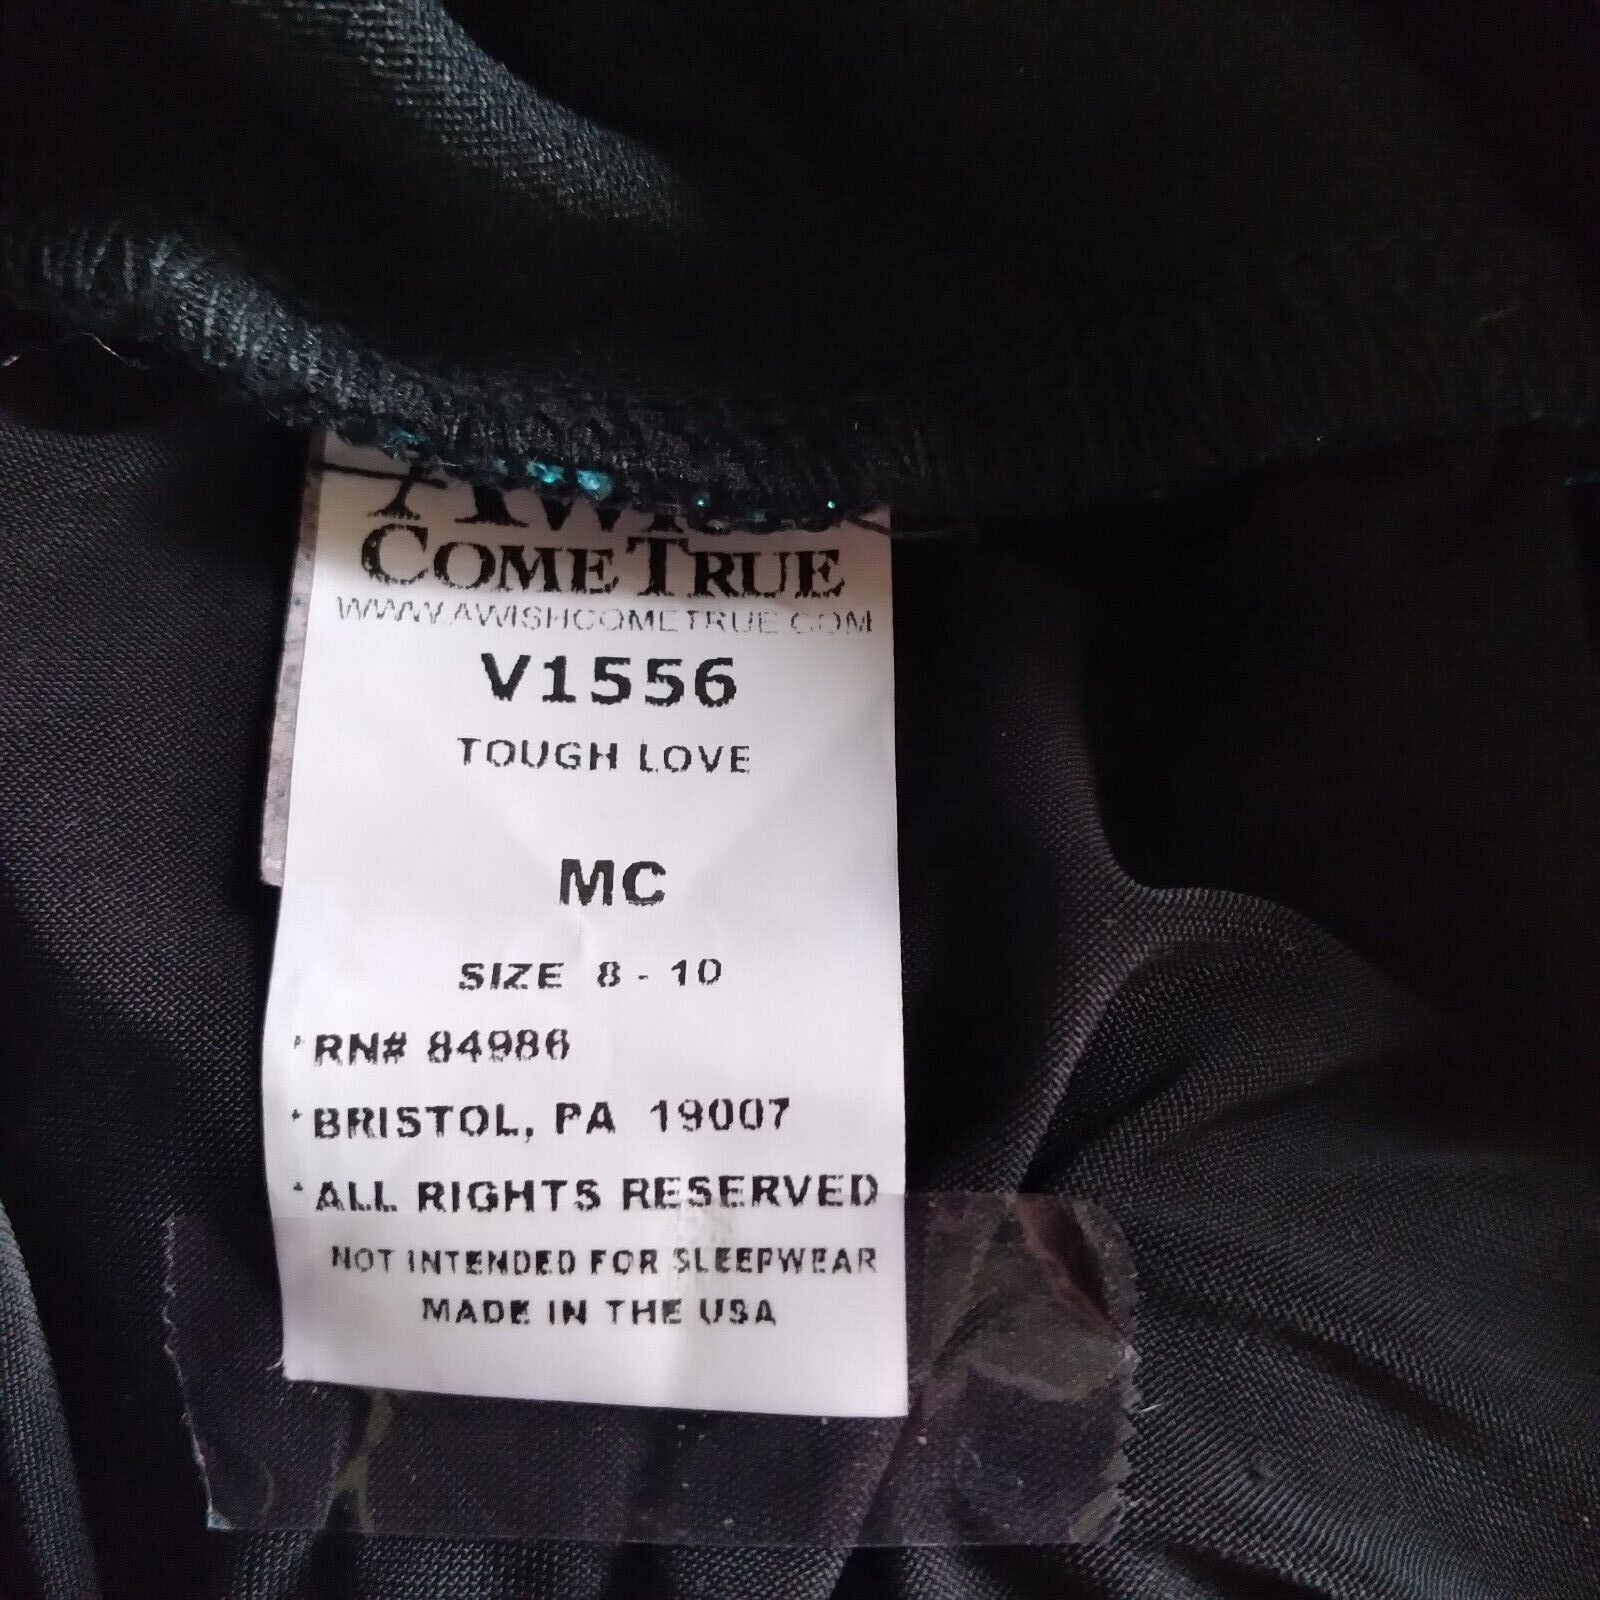 A WISH
COME TRUE
WWW.AWISHCOMETRUE.COM
V1556
TOUGH LOVE
MC
SIZE 8 - 10
*RN# 84986
*BRISTOL, PA 19007
*ALL RIGHTS RESERVED
NOT INTENDED FOR SLEEPWEAR
MADE IN THE USA